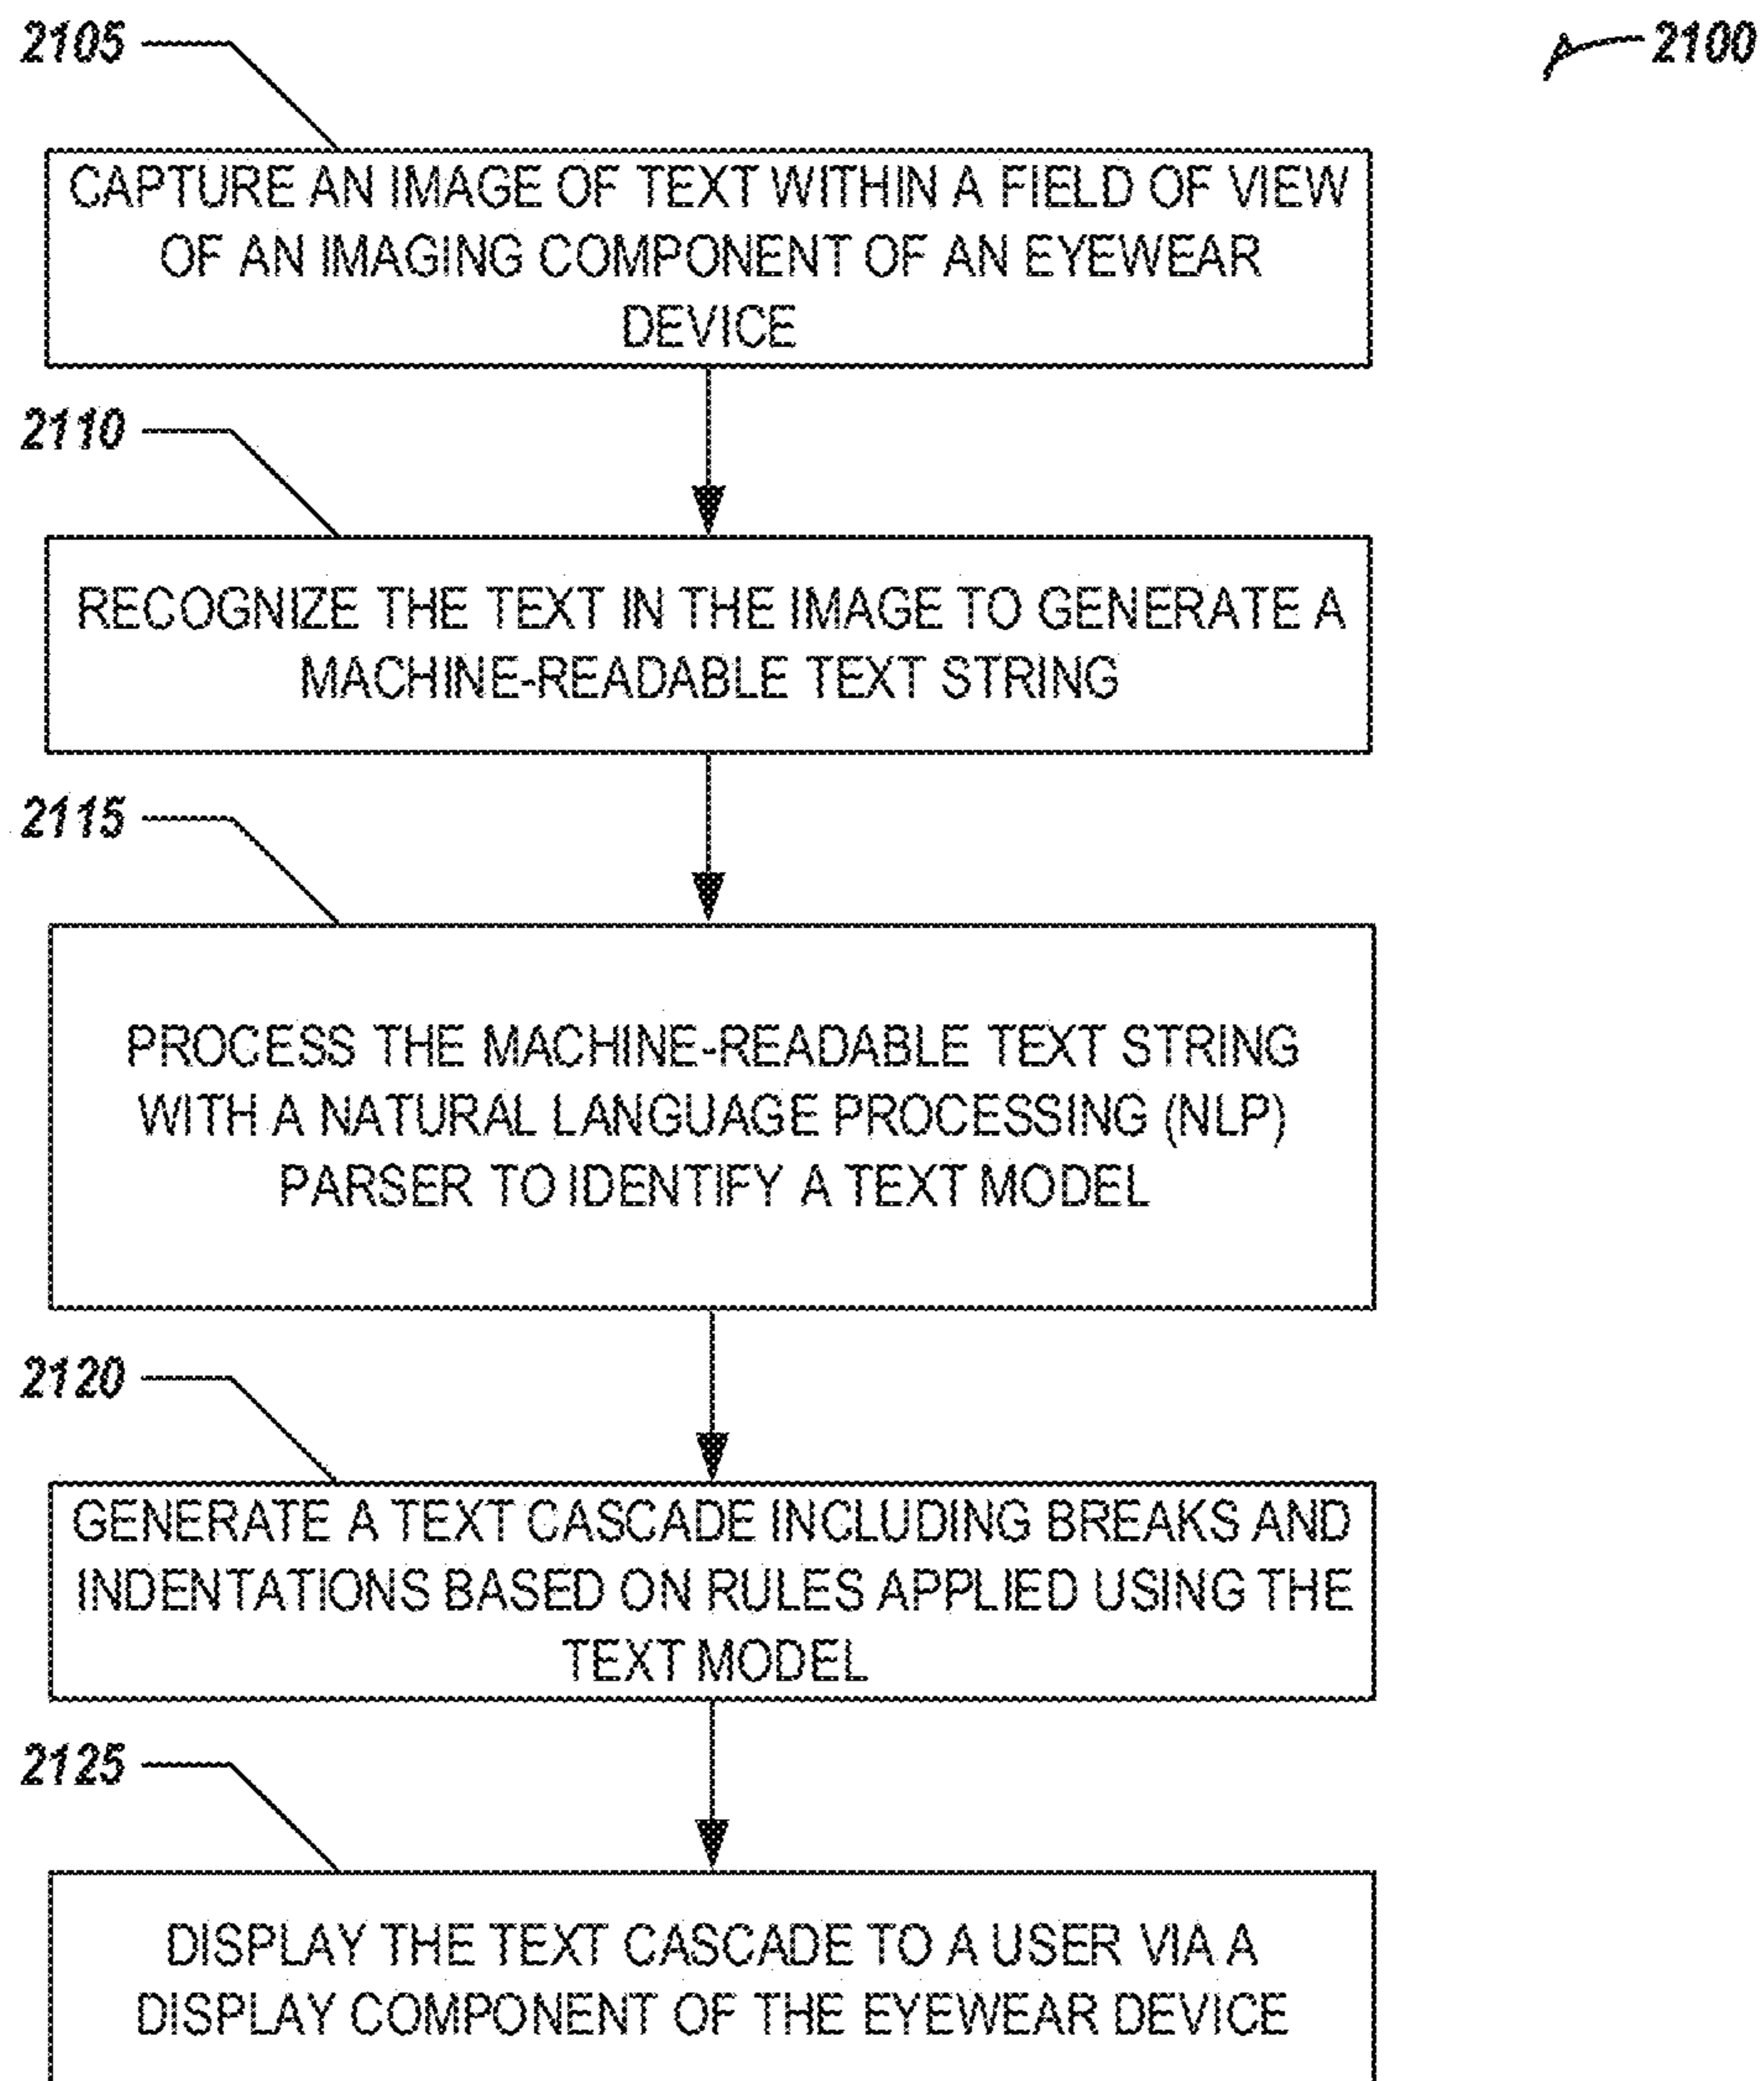 2105
2100
CAPTURE AN IMAGE OF TEXT WITHIN A FIELD OF VIEW
OF AN IMAGING COMPONENT OF AN EYEWEAR
DEVICE
2110
RECOGNIZE THE TEXT IN THE IMAGE TO GENERATE A
MACHINE-READABLE TEXT STRING
2115
PROCESS THE MACHINE-READABLE TEXT STRING
WITH A NATURAL LANGUAGE PROCESSING (NLP)
PARSER TO IDENTIFY A TEXT MODEL
2120
GENERATE A TEXT CASCADE INCLUDING BREAKS AND
INDENTATIONS BASED ON RULES APPLIED USING THE
TEXT MODEL
2125
DISPLAY THE TEXT CASCADE TO A USER VIA A
DISPLAY COMPONENT OF THE EYEWEAR DEVICE